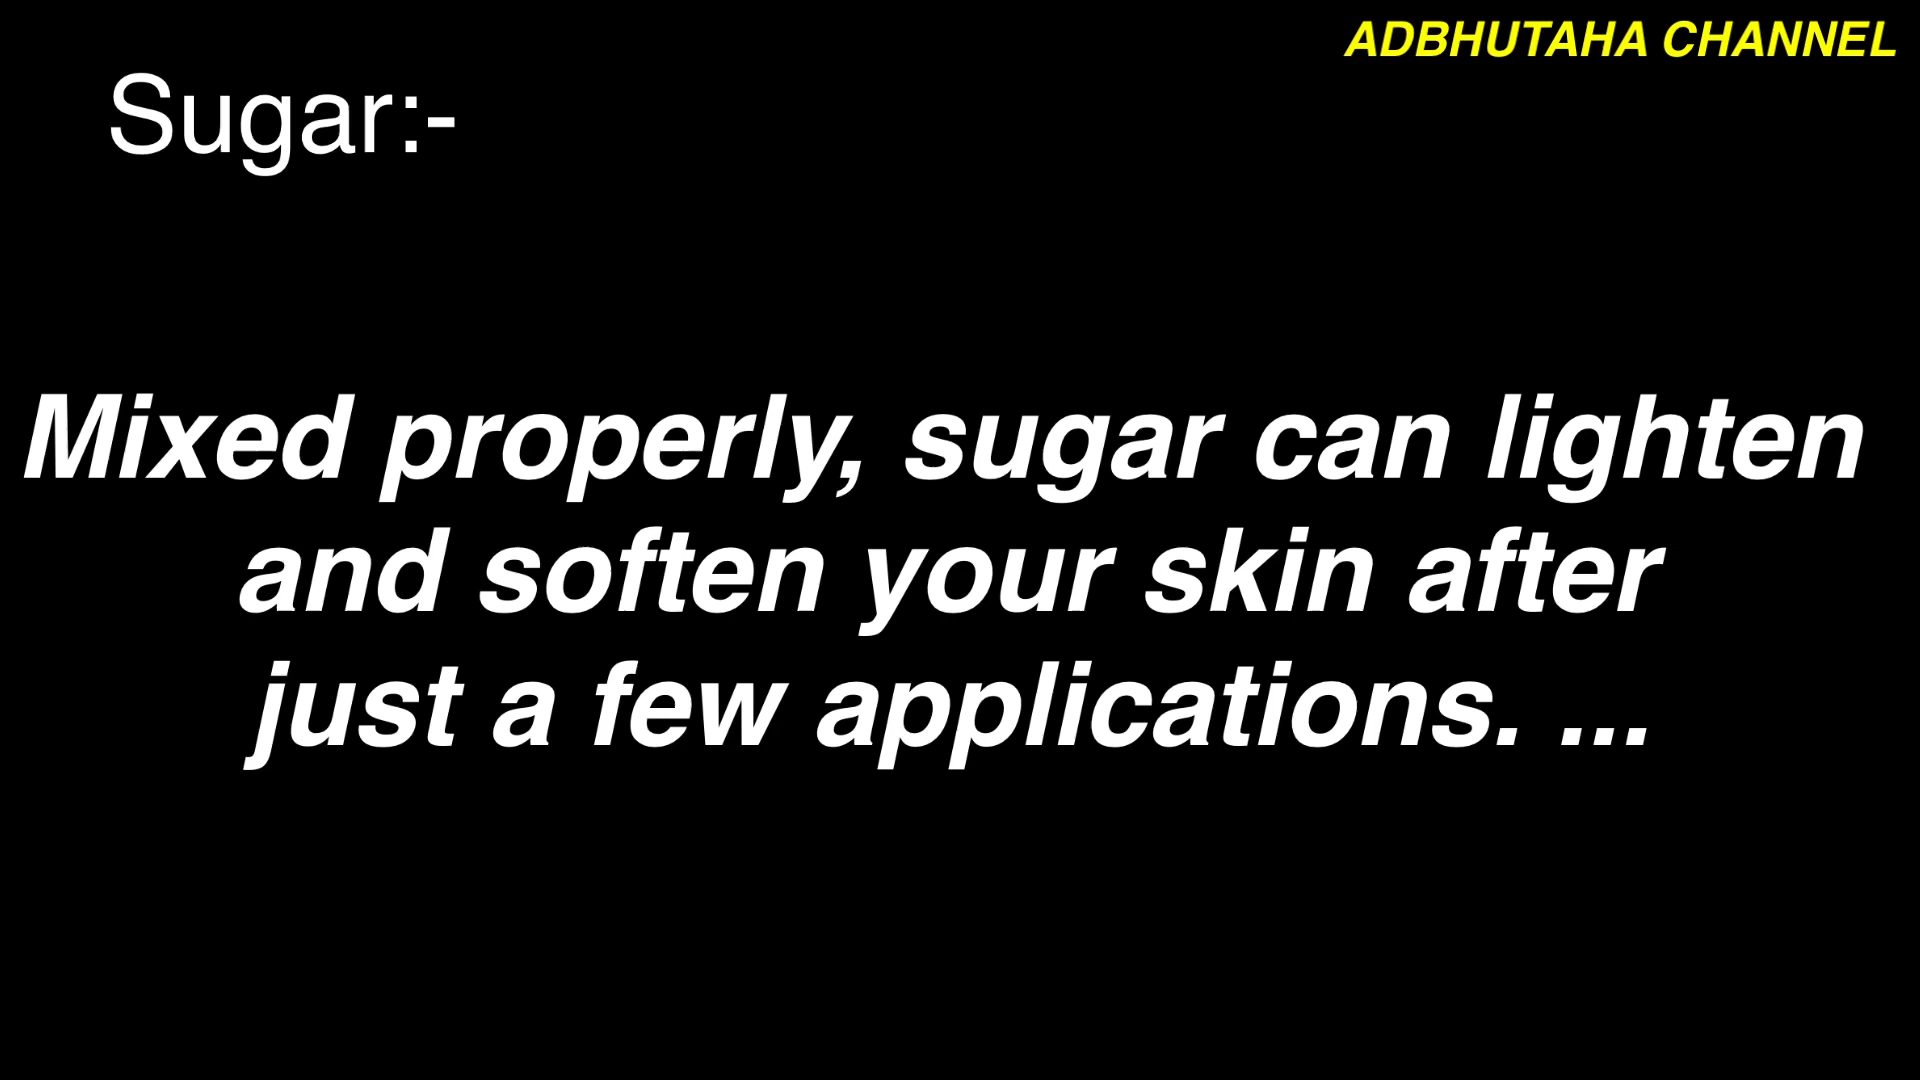 ADBHUTAHA CHANNEL
Sugar:-
Mixed properly, sugar can lighten
and soften your skin after
just a few applications. ...